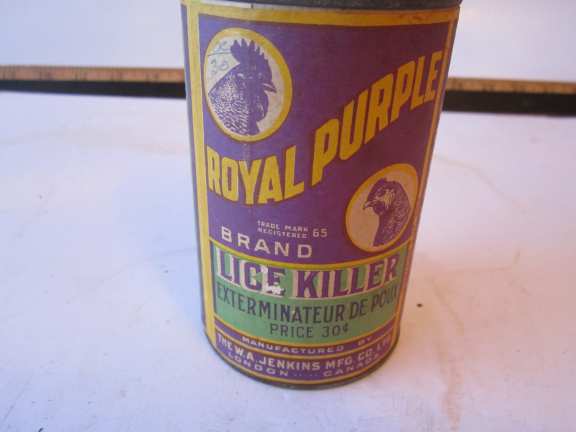 ROYAL PURPLE
TRADE MARK
REGISTERED 65
BRAND
LICE KILLER
EXTERMINATEUR DE POUX
PRICE 30¢
MANUFACTURED BY
THE W.A. JENKINS MFG. CO. LTD
LONDON CANADA